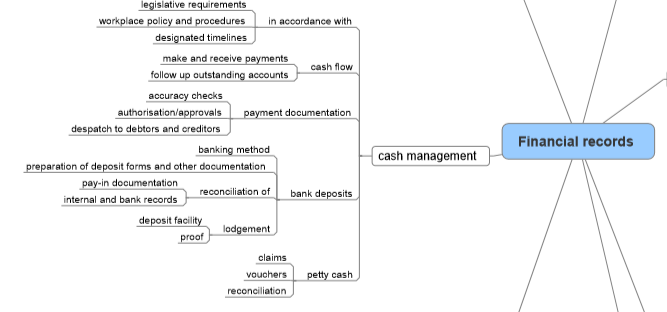 legislative requirements
workplace policy and procedures
designated timelines
in accordance with
make and receive payments
follow up outstanding accounts
cash flow
accuracy checks
authorisation/approvals
despatch to debtors and creditors
payment documentation
banking method
preparation of deposit forms and other documentation
pay-in documentation
internal and bank records
reconciliation of
deposit facility
proof
lodgement
bank deposits
claims
vouchers
reconciliation
petty cash
cash management
Financial records